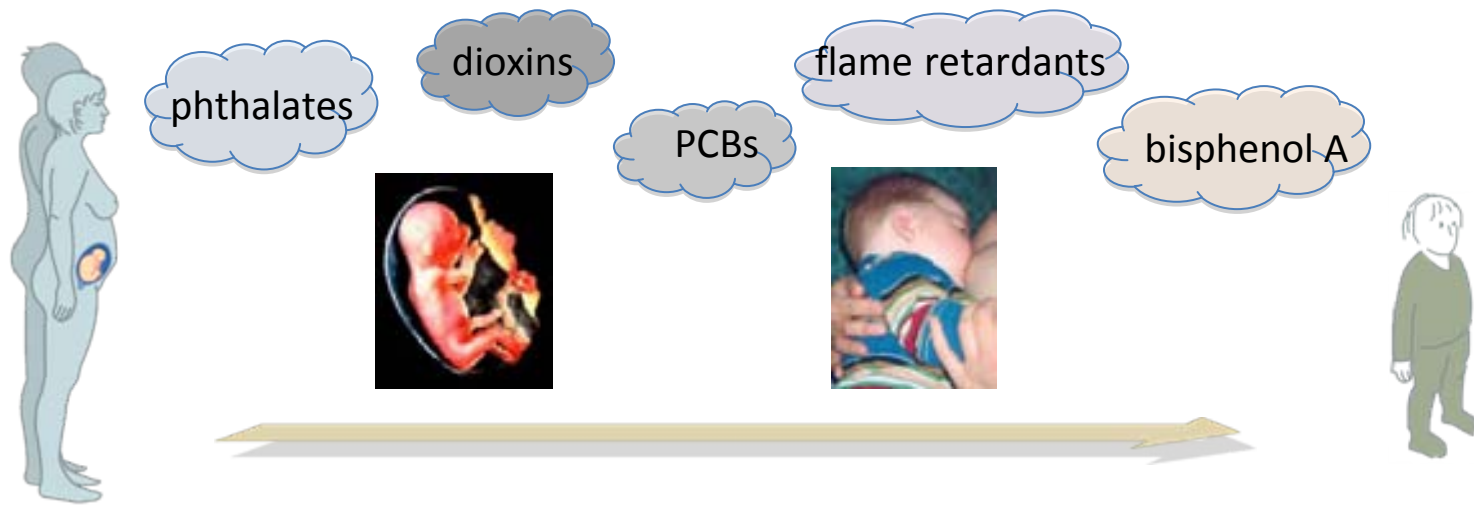 phthalates
dioxins
PCBs
flame retardants
bisphenol A